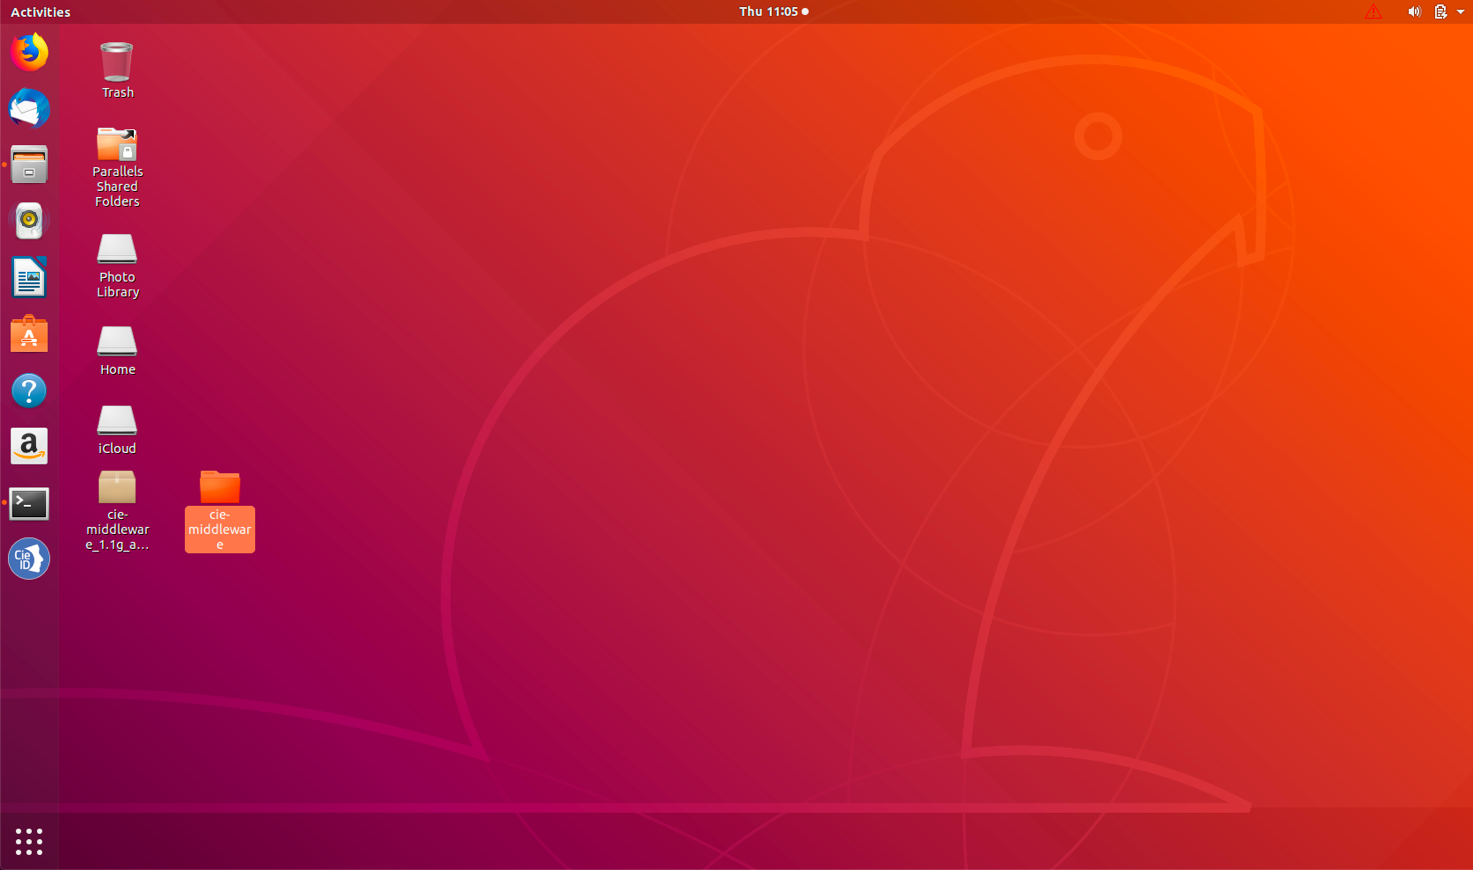 Activities
Thu 11:05
Trash
Parallels
Shared
Folders
Photo
Library
Home
iCloud
cie-
middlewar
e_1.1g_a...
cie-
middlewar
e
A
?
a
>_
Cie
ID